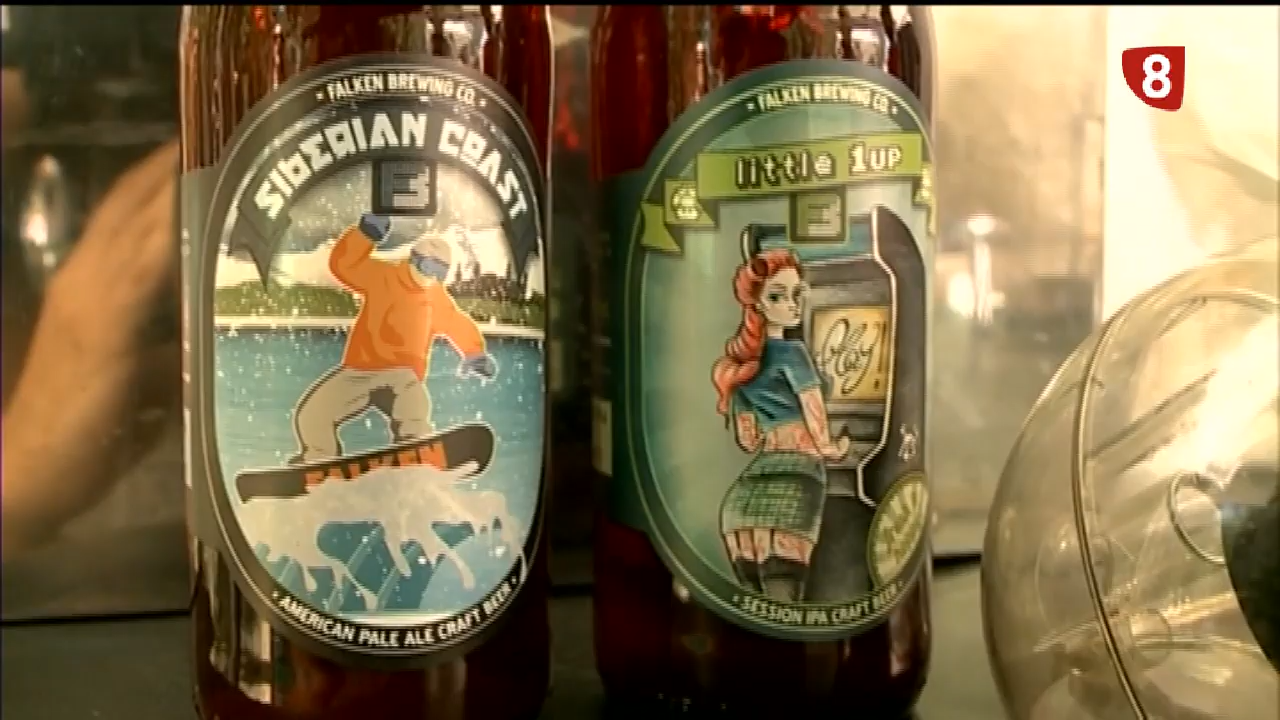 8
• FALKEN BREWING CO. •
SIBERIAN COAST
FALKEN
• AMERICAN PALE ALE CRAFT BEER •
• FALKEN BREWING CO. •
little 1UP
Play!
• SESSION IPA CRAFT BEER •